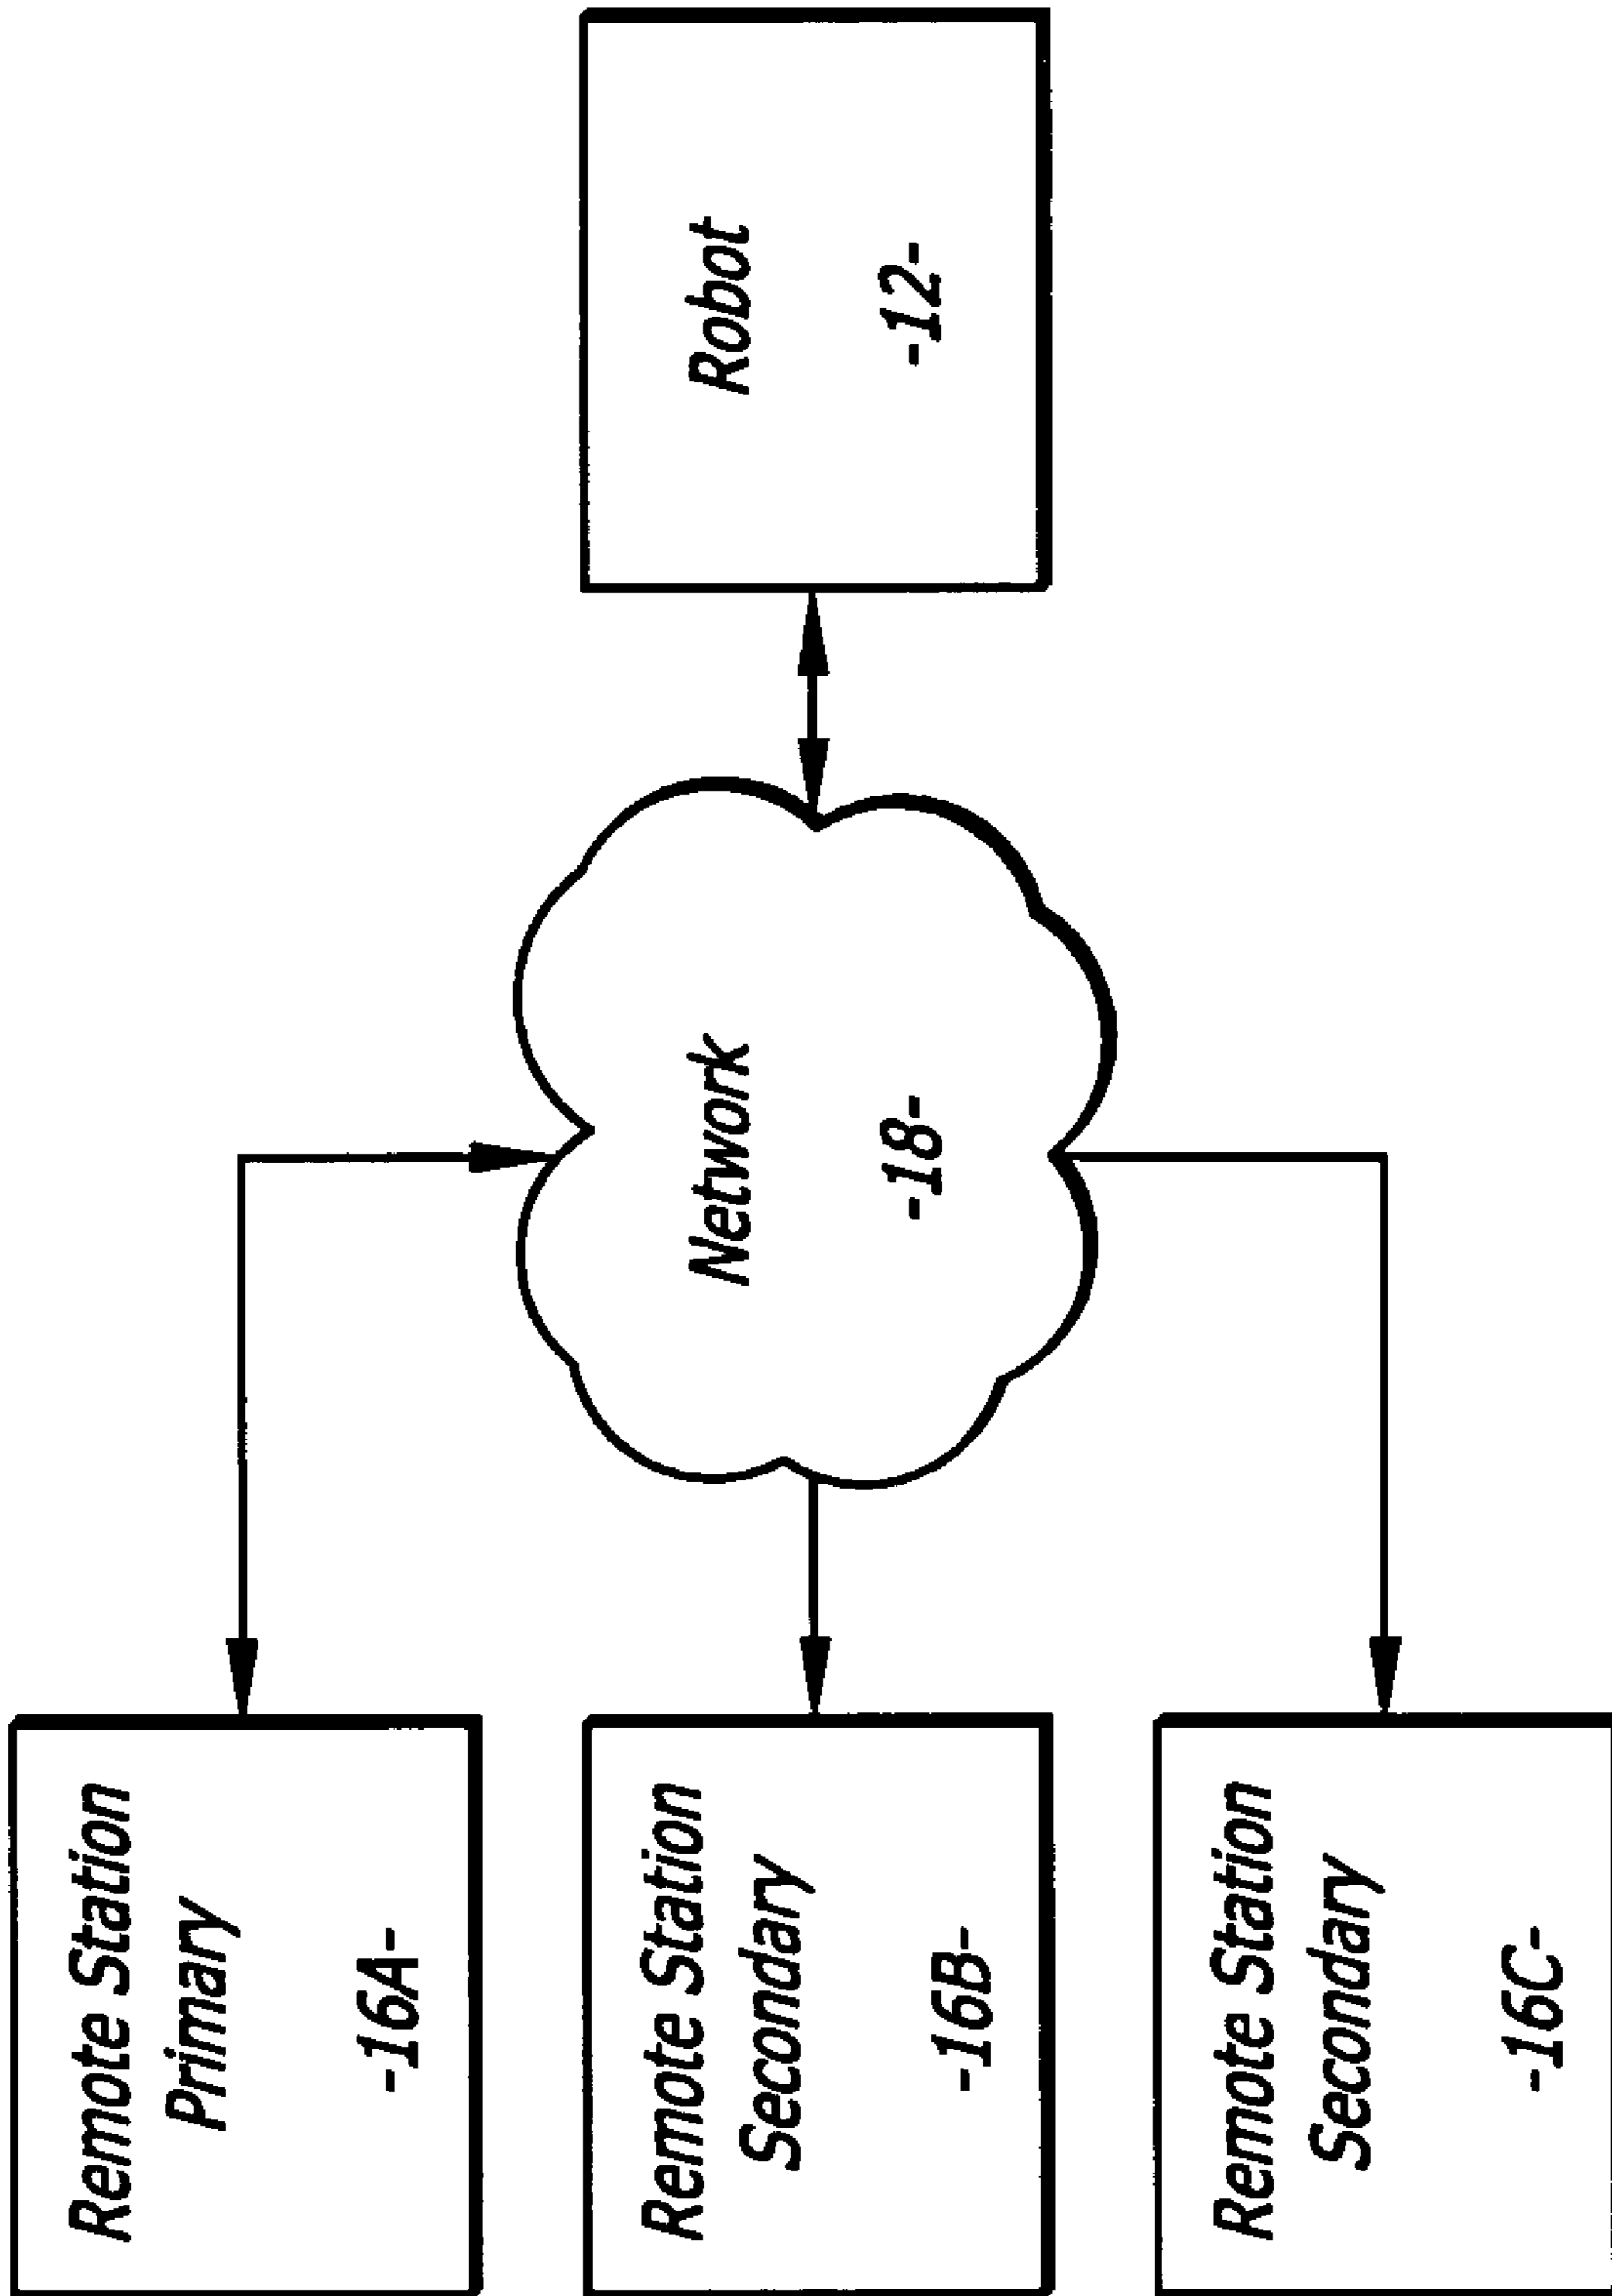 Remote Station
Primary
-16A-
Remote Station
Secondary
-16B-
Remote Station
Secondary
-16C-
Network
-18-
Robot
-12-